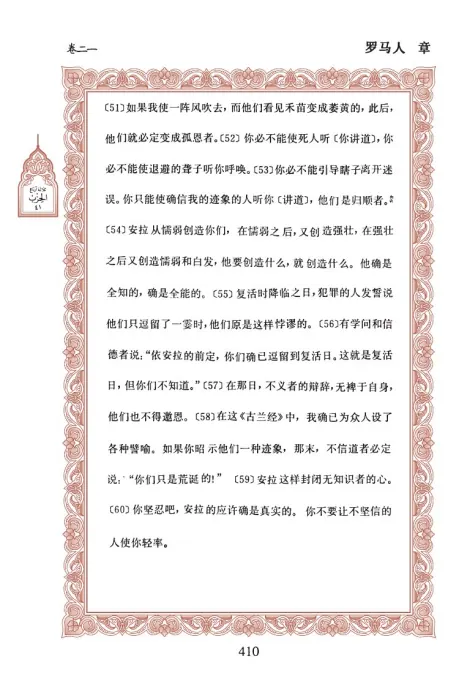 卷二一
罗马人 章
〔51〕如果我使一阵风吹去，而他们看见禾苗变成萎黄的，此后，
他们就必定变成孤恩者。〔52〕你必不能使死人听〔你讲道〕，你
必不能使退避的聋子听你呼唤。〔53〕你必不能引导瞎子离开迷
误。你只能使确信我的迹象的人听你〔讲道〕，他们是归顺者。
〔54〕安拉从懦弱创造你们，在懦弱之后，又创造强壮，在强壮
之后又创造懦弱和白发，他要创造什么，就创造什么。他确是
全知的，确是全能的。〔55〕复活时降临之日，犯罪的人发誓说
他们只逗留了一霎时，他们原是这样悖谬的。〔56〕有学问和信
德者说：“依安拉的前定，你们确已逗留到复活日。这就是复活
日，但你们不知道。”〔57〕在那日，不义者的辩辞，无裨于自身，
他们也不得邀恩。〔58〕在这《古兰经》中，我确已为众人设了
各种譬喻。如果你昭示他们一种迹象，那末，不信道者必定
说：“你们只是荒诞的！”〔59〕安拉这样封闭无知识者的心。
〔60〕你坚忍吧，安拉的应许确是真实的。你不要让不坚信的
人使你轻率。
الحزب
٤١
410